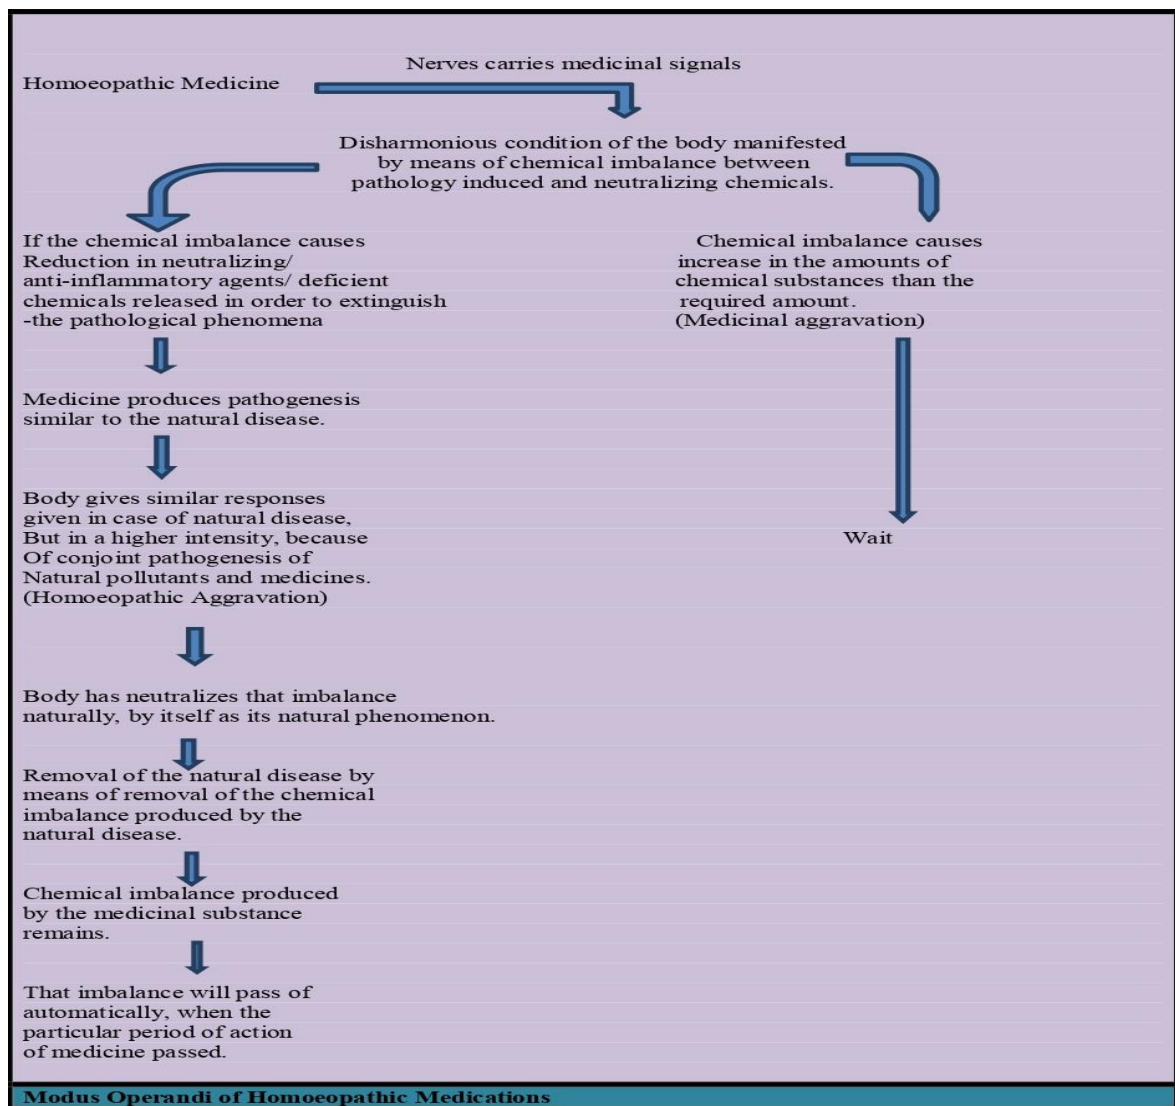 Nerves carries medicinal signals
Homoeopathic Medicine
Disharmonious condition of the body manifested
by means of chemical imbalance between
pathology induced and neutralizing chemicals.
If the chemical imbalance causes
Reduction in neutralizing/
anti-inflammatory agents/ deficient
chemicals released in order to extinguish
-the pathological phenomena
Chemical imbalance causes
increase in the amounts of
chemical substances than the
required amount.
(Medicinal aggravation)
Medicine produces pathogenesis
similar to the natural disease.
Body gives similar responses
given in case of natural disease,
But in a higher intensity, because
Of conjoint pathogenesis of
Natural pollutants and medicines.
(Homoeopathic Aggravation)
Wait
Body has neutralizes that imbalance
naturally, by itself as its natural phenomenon.
Removal of the natural disease by
means of removal of the chemical
imbalance produced by the
natural disease.
Chemical imbalance produced
by the medicinal substance
remains.
That imbalance will pass of
automatically, when the
particular period of action
of medicine passed.
Modus Operandi of Homoeopathic Medications